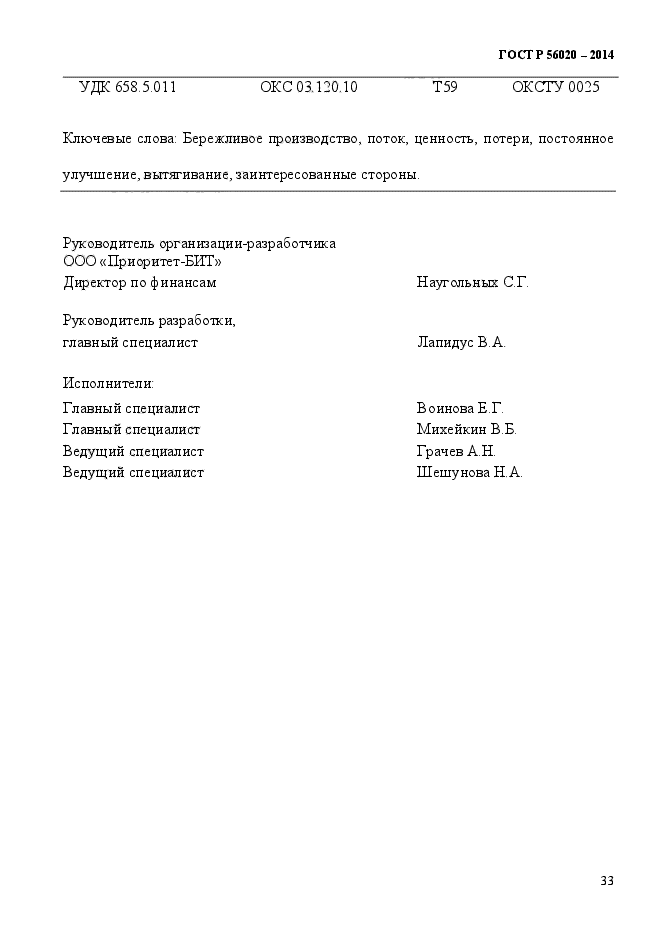 ГОСТ Р 56020 – 2014
УДК 658.5.011 ОКС 03.120.10 Т59 ОКСТУ 0025
Ключевые слова: Бережливое производство, поток, ценность, потери, постоянное
улучшение, вытягивание, заинтересованные стороны.
Руководитель организации-разработчика
ООО «Приоритет-БИТ»
Директор по финансам Наугольных С.Г.
Руководитель разработки,
главный специалист Лапидус В.А.
Исполнители:
Главный специалист Воинова Е.Г.
Главный специалист Михейкин В.Б.
Ведущий специалист Грачев А.Н.
Ведущий специалист Шешунова Н.А.
33